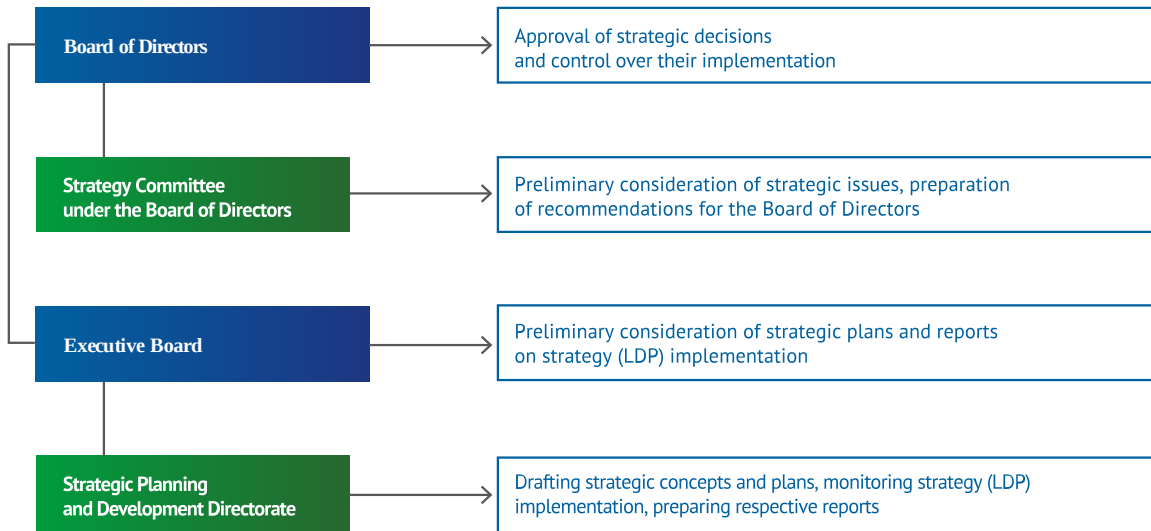 Board of Directors
Approval of strategic decisions
and control over their implementation
Strategy Committee
under the Board of Directors
Preliminary consideration of strategic issues, preparation
of recommendations for the Board of Directors
Executive Board
Preliminary consideration of strategic plans and reports
on strategy (LDP) implementation
Strategic Planning
and Development Directorate
Drafting strategic concepts and plans, monitoring strategy (LDP)
implementation, preparing respective reports